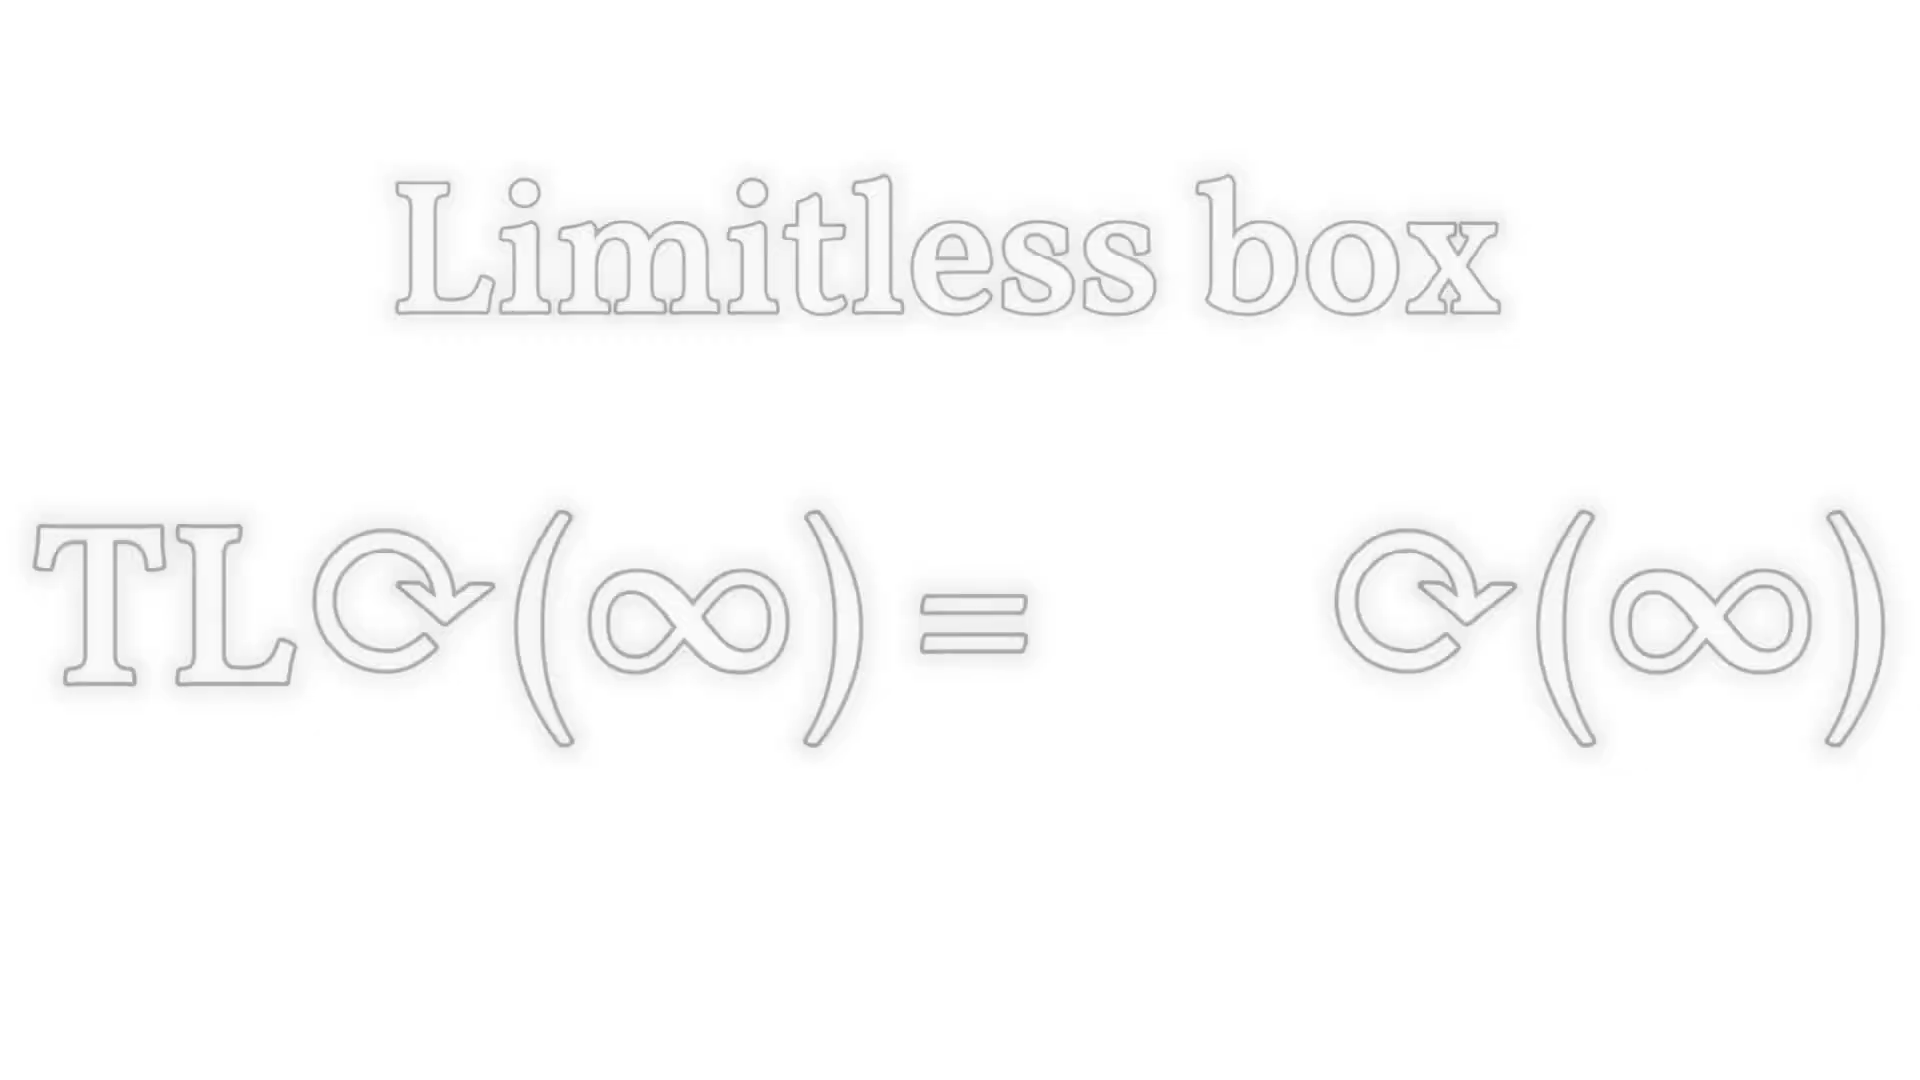 Limitless box
TL⟳(∞) = ⟳(∞)